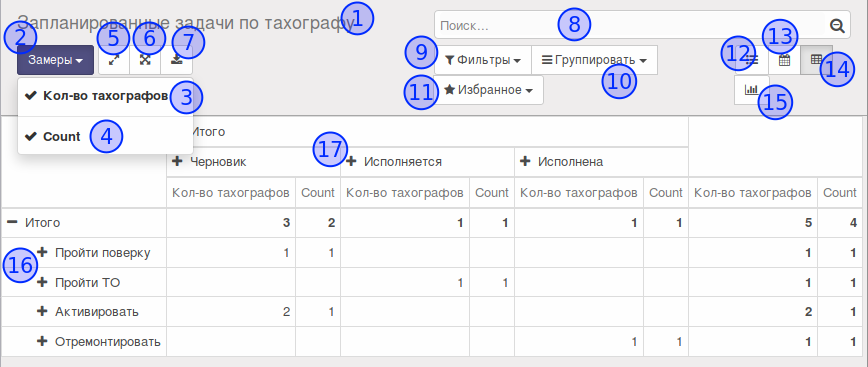 Запланированные задачи по тахографу 1
Поиск... 8
2 Замеры 5 6 7 9 Фильтры Группировать 10 12 13 14
Кол-во тахографов 3 11 Избранное 15
Count 4
Итого 17
Черновик Исполняется Исполнена
Кол-во тахографов Count Кол-во тахографов Count Кол-во тахографов Count Кол-во тахографов Count
Итого 3 2 1 1 1 1 5 4
16 Пройти поверку 1 1 1 1
Пройти ТО 1 1 1 1
Активировать 2 1 2 1
Отремонтировать 1 1 1 1